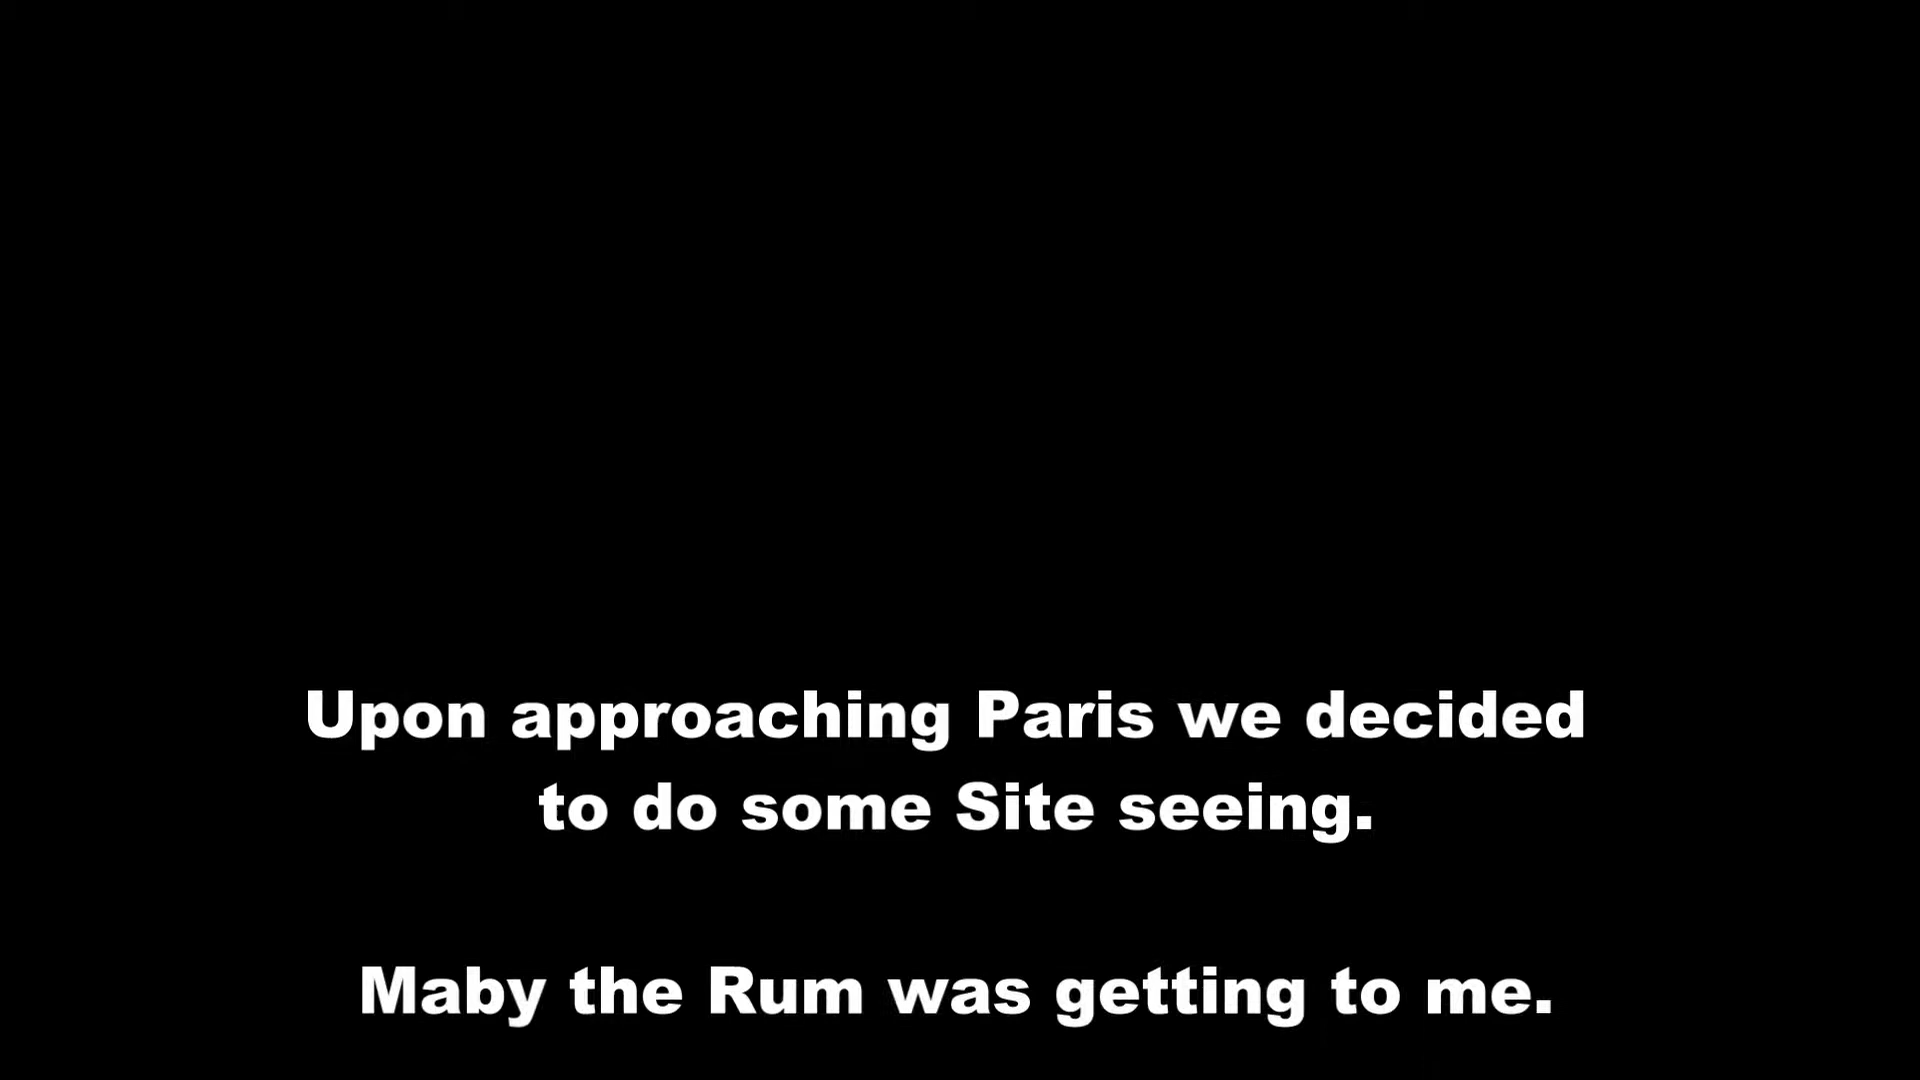 Upon approaching Paris we decided
to do some Site seeing.
Maby the Rum was getting to me.